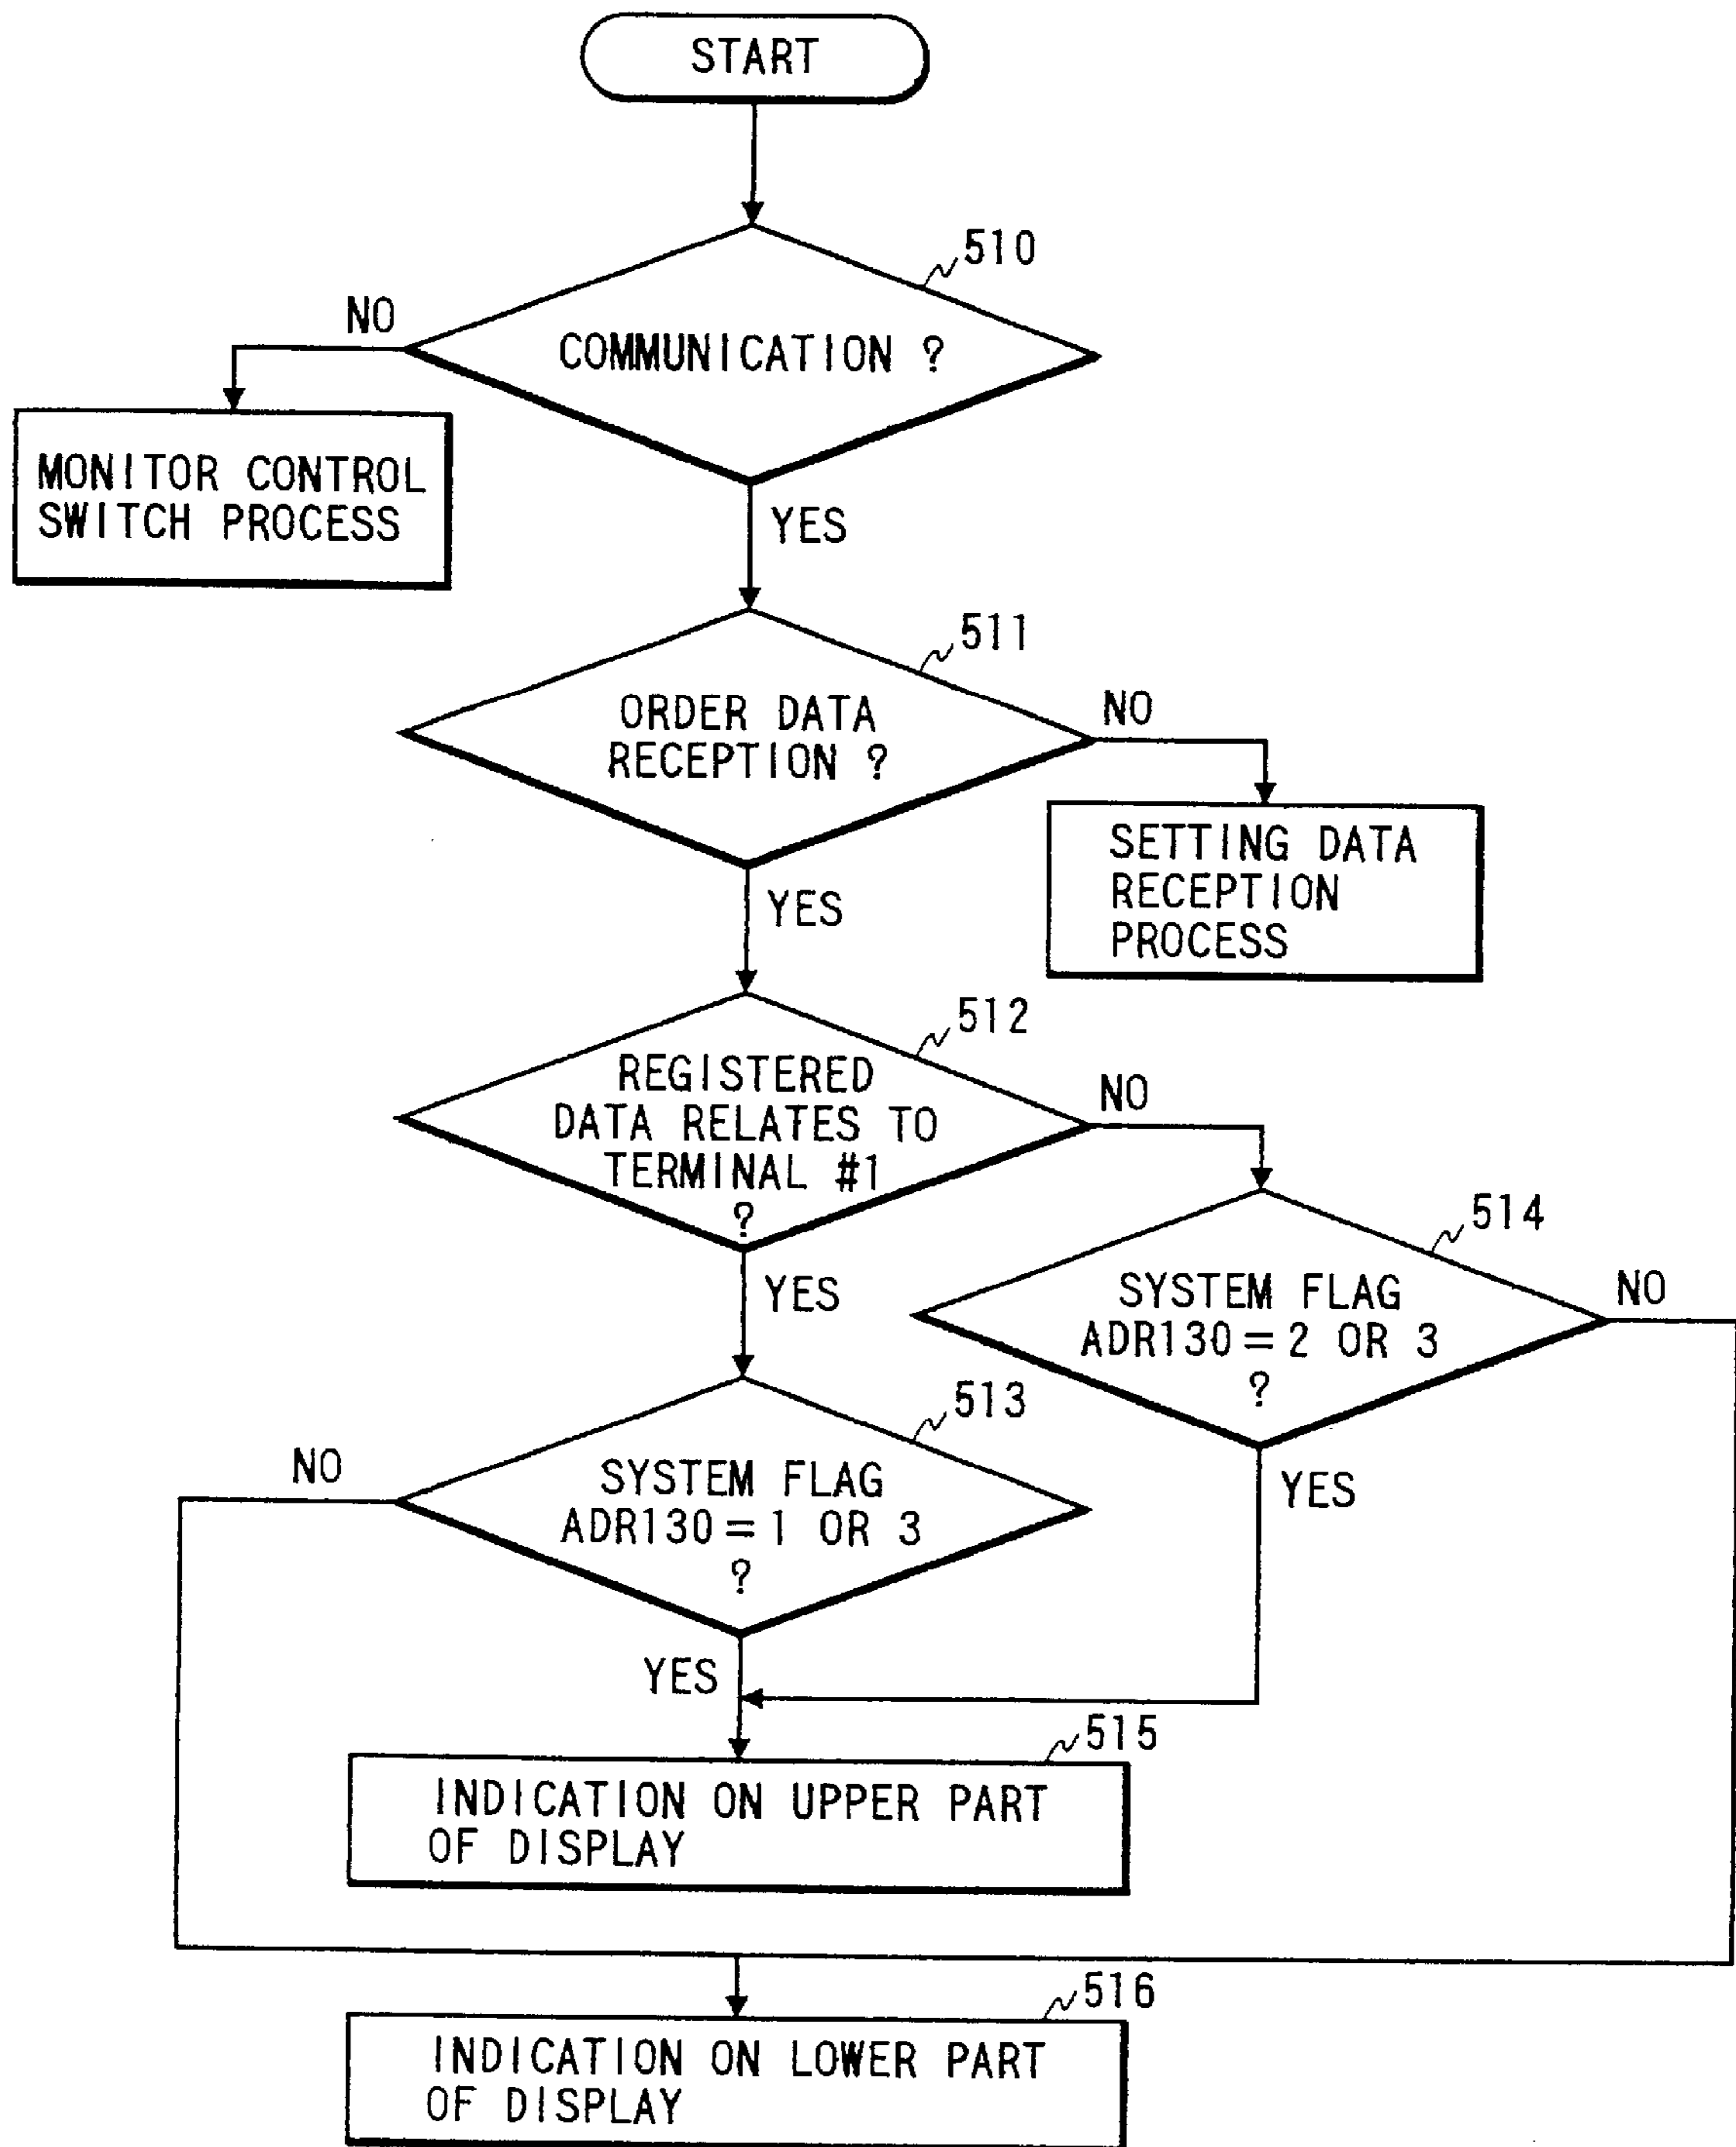 START
510
NO
COMMUNICATION ?
MONITOR CONTROL
SWITCH PROCESS
YES
511
ORDER DATA
RECEPTION ?
NO
SETTING DATA
RECEPTION
PROCESS
YES
512
REGISTERED
DATA RELATES TO
TERMINAL #1
?
NO
514
SYSTEM FLAG
ADR130=2 OR 3
?
NO
YES
YES
513
NO
SYSTEM FLAG
ADR130=1 OR 3
?
YES
515
INDICATION ON UPPER PART
OF DISPLAY
516
INDICATION ON LOWER PART
OF DISPLAY